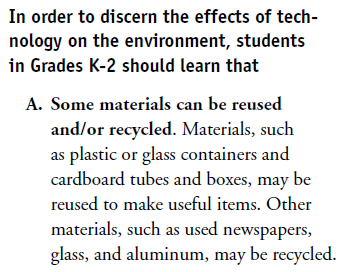 In order to discern the effects of tech-
nology on the environment, students
in Grades K-2 should learn that
A. Some materials can be reused
and/or recycled. Materials, such
as plastic or glass containers and
cardboard tubes and boxes, may be
reused to make useful items. Other
materials, such as used newspapers,
glass, and aluminum, may be recycled.